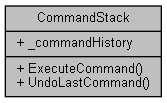 CommandStack
+ _commandHistory
+ ExecuteCommand()
+ UndoLastCommand()